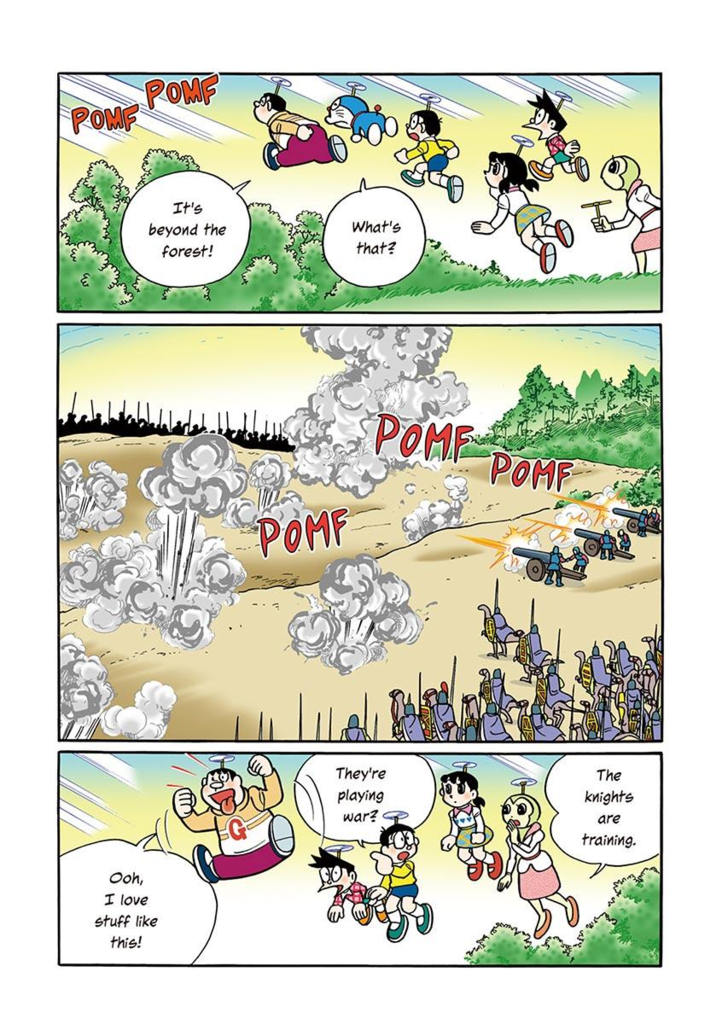 POMF POMF
It's
beyond the
forest!
What's
that?
POMF
POMF
POMF
Ooh,
I love
stuff like
this!
G
They're
playing
war?
The
knights
are
training.